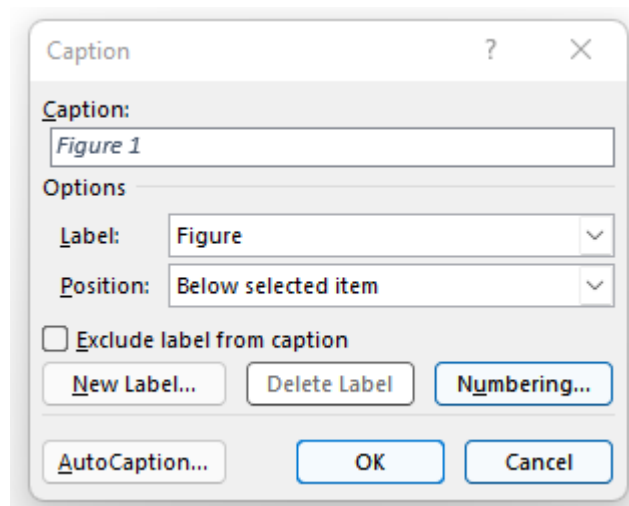 Caption ?
Caption:
Figure 1
Options
Label: Figure
Position: Below selected item
Exclude label from caption
New Label... Delete Label Numbering...
AutoCaption... OK Cancel